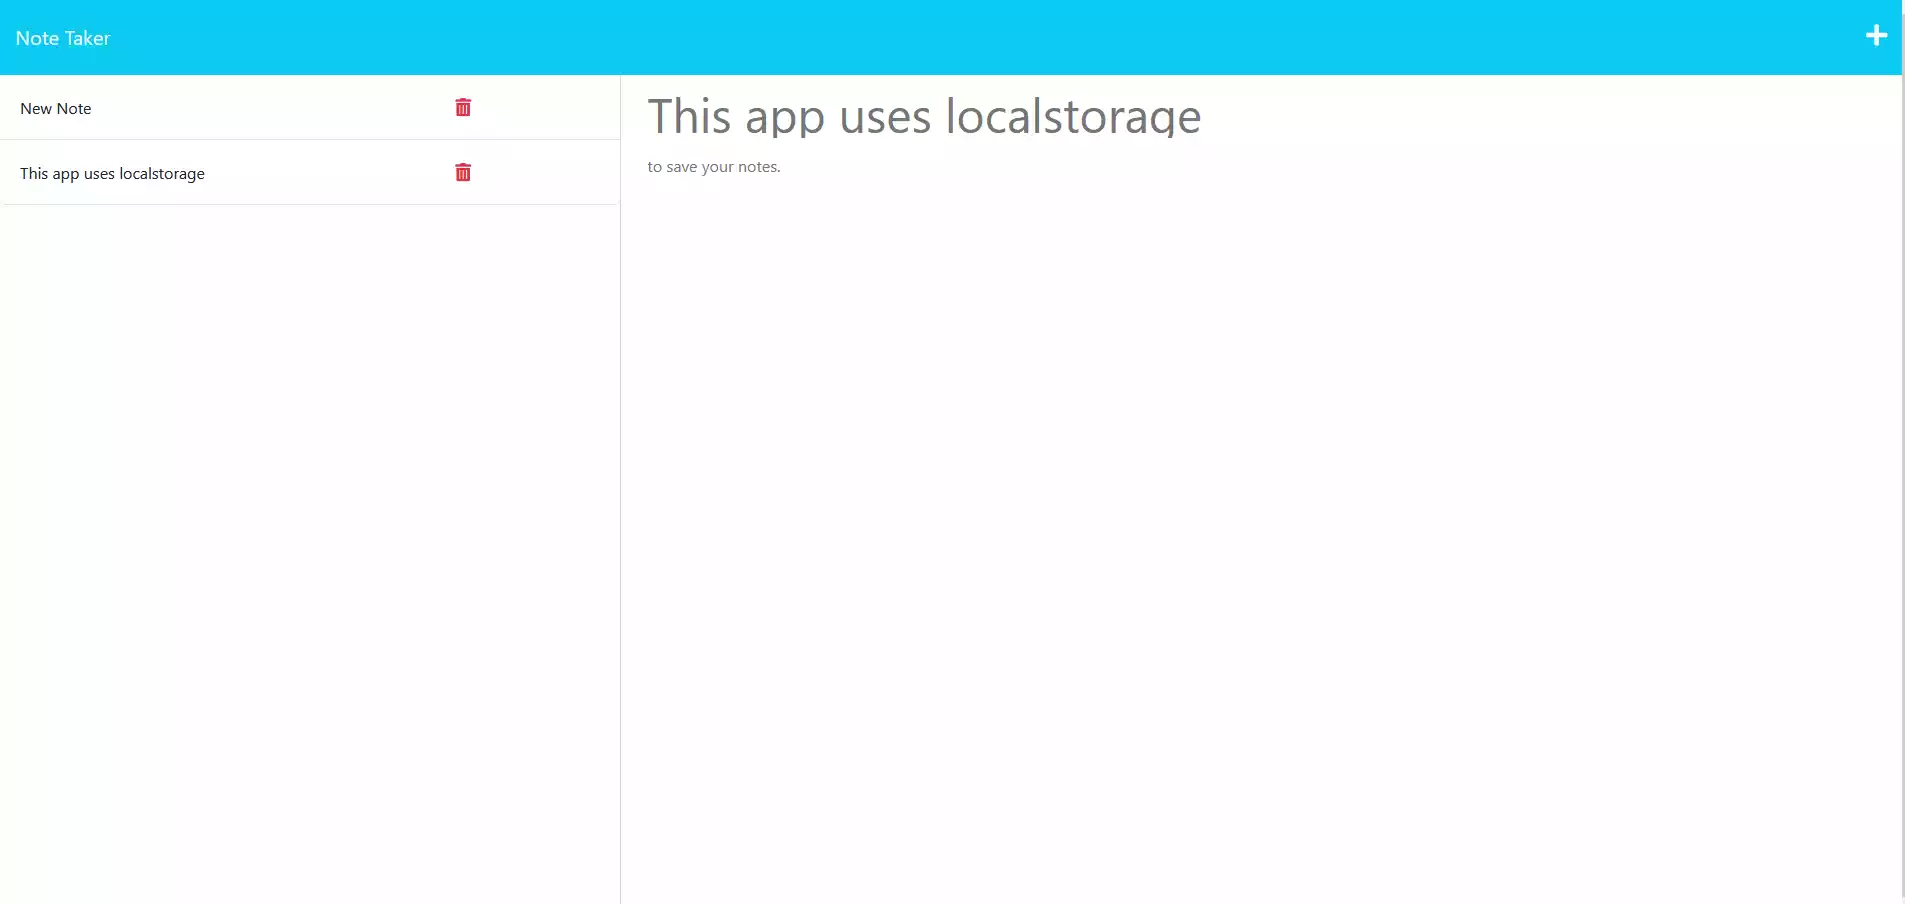 Note Taker
New Note
This app uses localstorage
This app uses localstorage
to save your notes.